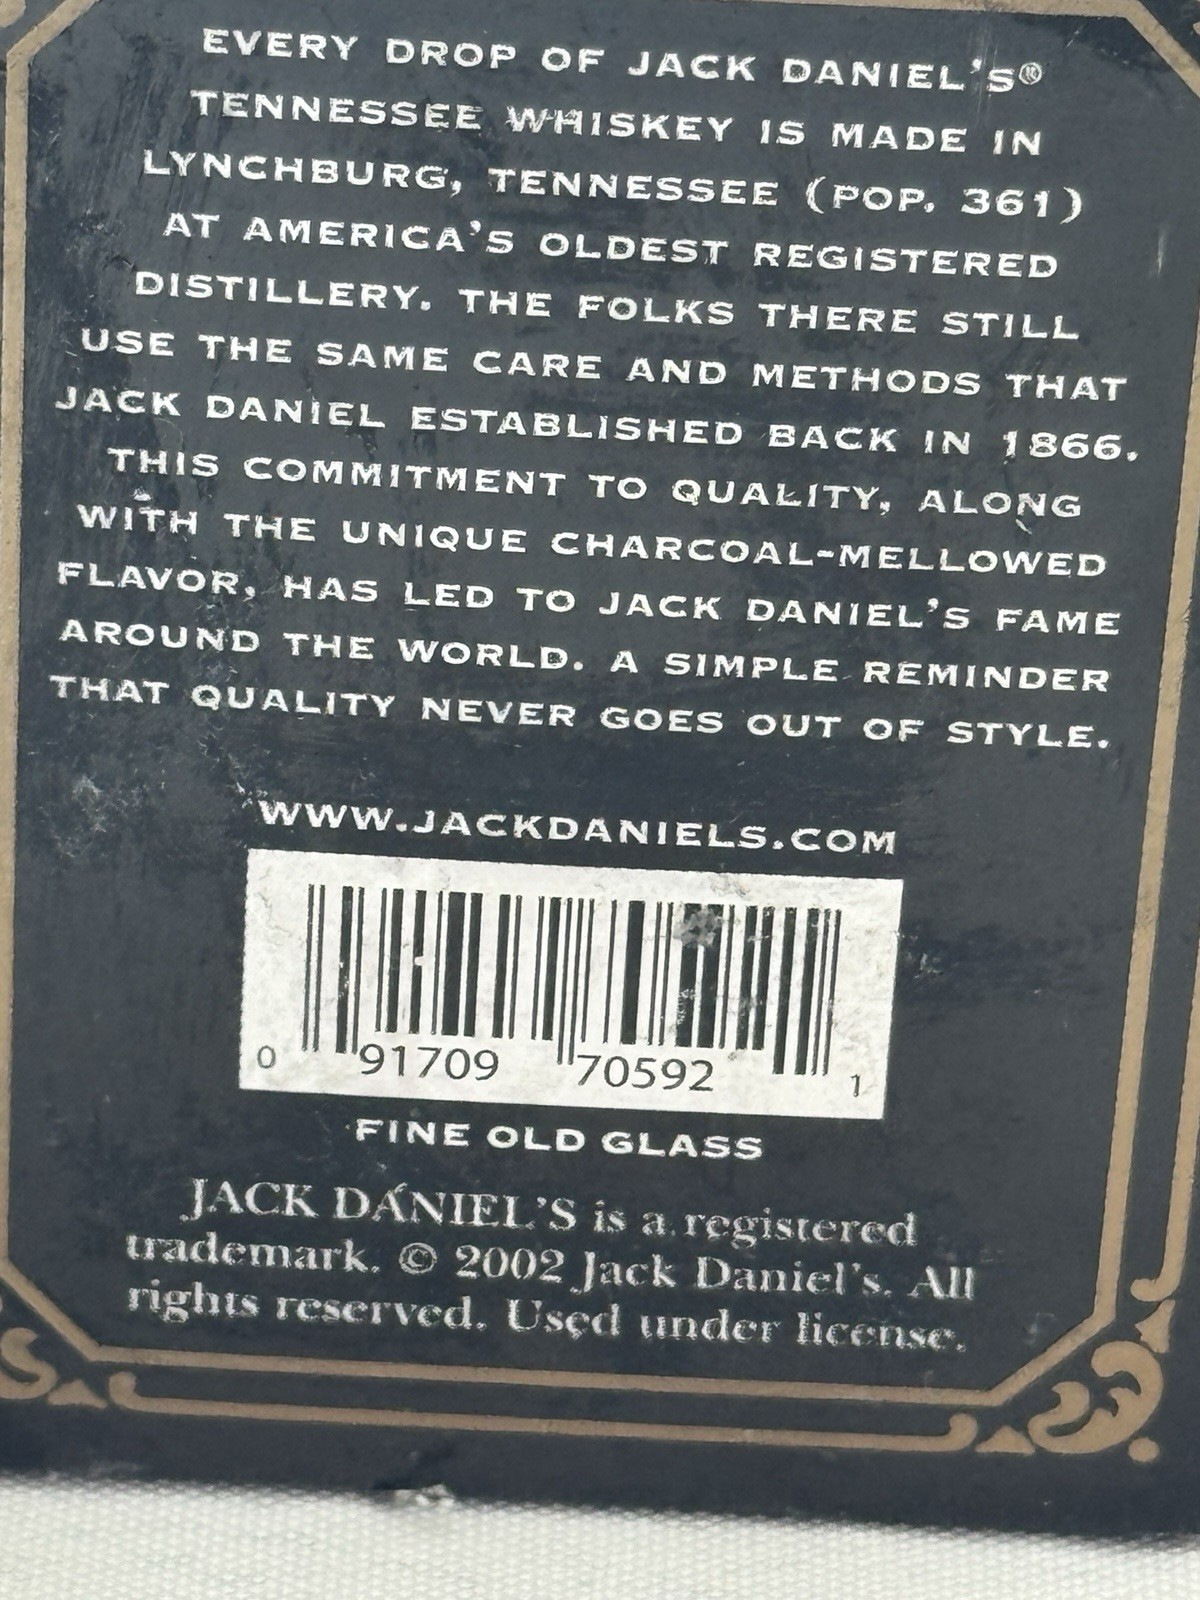 EVERY DROP OF JACK DANIEL'S®
TENNESSEE WHISKEY IS MADE IN
LYNCHBURG, TENNESSEE (POP. 361)
AT AMERICA'S OLDEST REGISTERED
DISTILLERY. THE FOLKS THERE STILL
USE THE SAME CARE AND METHODS THAT
JACK DANIEL ESTABLISHED BACK IN 1866.
THIS COMMITMENT TO QUALITY, ALONG
WITH THE UNIQUE CHARCOAL-MELLOWED
FLAVOR, HAS LED TO JACK DANIEL'S FAME
AROUND THE WORLD. A SIMPLE REMINDER
THAT QUALITY NEVER GOES OUT OF STYLE.
WWW.JACKDANIELS.COM
0 91709 70592 1
FINE OLD GLASS
JACK DANIEL'S is a registered
trademark. © 2002 Jack Daniel's. All
rights reserved. Used under license.